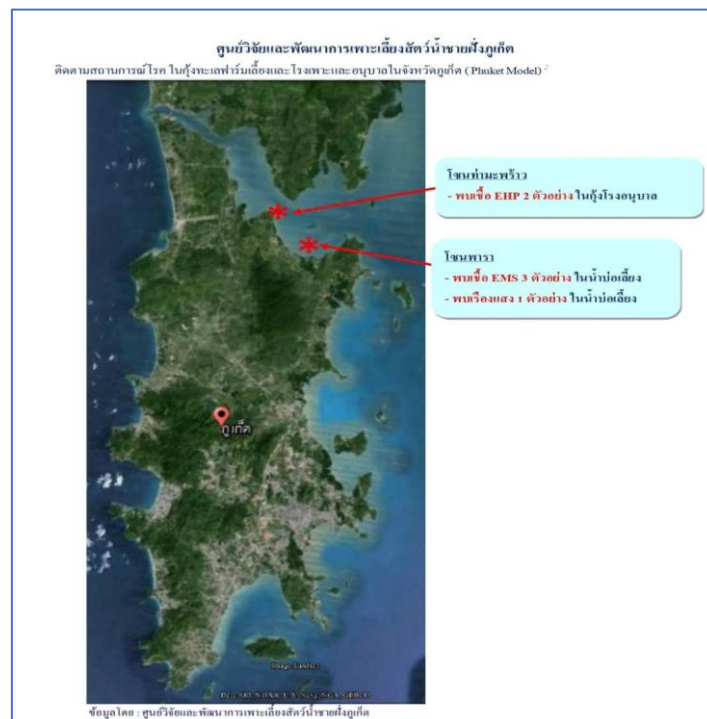 ศูนย์วิจัยและพัฒนาการเพาะเลี้ยงสัตว์น้ำชายฝั่งภูเก็ต
ติดตามสถานการณ์โรค ในกุ้งทะเลฟาร์มเลี้ยงและโรงเพาะและอนุบาลในจังหวัดภูเก็ต (Phuket Model)
โซนท่ามะพร้าว
- พบเชื้อ EHP 2 ตัวอย่าง ในกุ้งโรงอนุบาล
โซนพารา
- พบเชื้อ EMS 3 ตัวอย่าง ในน้ำบ่อเลี้ยง
- พบเรืองแสง 1 ตัวอย่าง ในน้ำบ่อเลี้ยง
ภูเก็ต
Image Landsat
ข้อมูลโดย : ศูนย์วิจัยและพัฒนาการเพาะเลี้ยงสัตว์น้ำชายฝั่งภูเก็ต